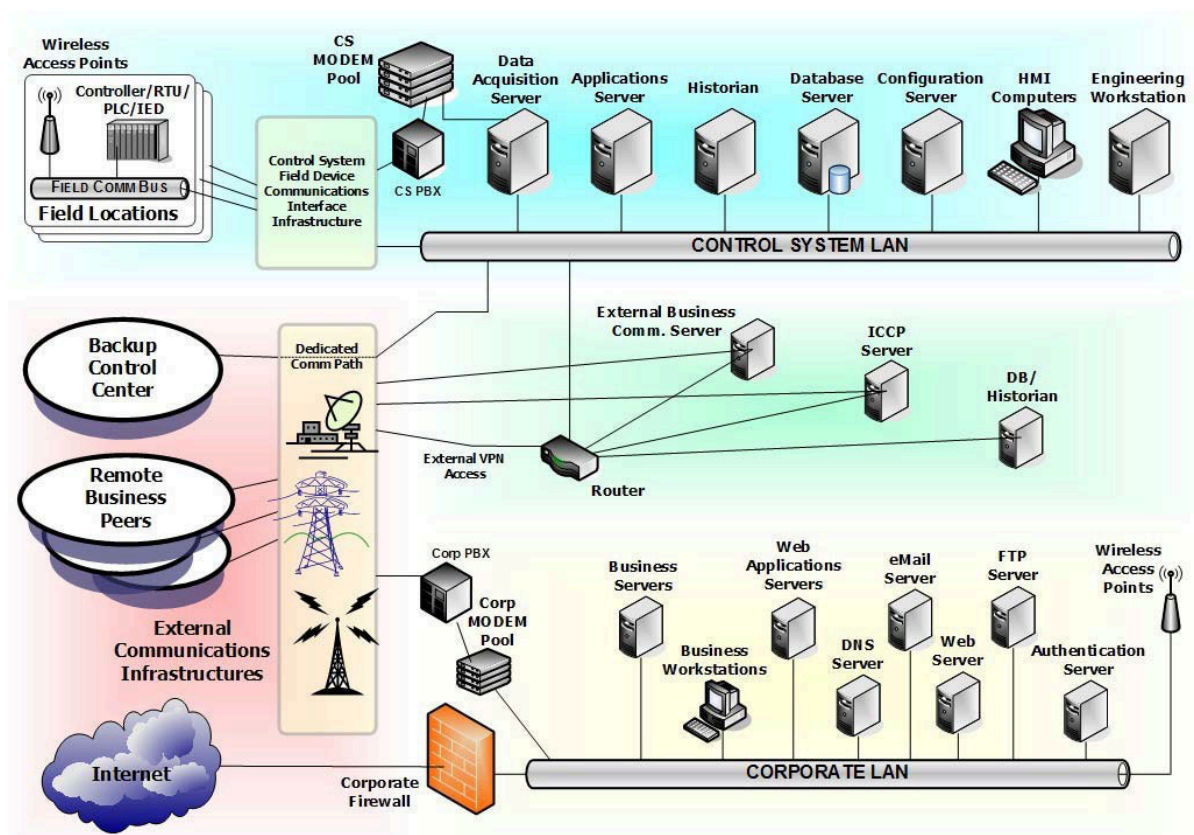 Wireless
Access Points
Controller/RTU/
PLC/IED
FIELD COMM BUS
Field Locations
Control System
Field Device
Communications
Interface
Infrastructure
CS
MODEM
Pool
CS PBX
Data
Acquisition
Server
Applications
Server
Historian
Database
Server
Configuration
Server
HMI
Computers
Engineering
Workstation
CONTROL SYSTEM LAN
Backup
Control
Center
Dedicated
Comm Path
External Business
Comm. Server
ICCP
Server
DB/
Historian
External VPN
Access
Router
Remote
Business
Peers
External
Communications
Infrastructures
Corp PBX
Corp
MODEM
Pool
Business
Servers
Business
Workstations
Web
Applications
Servers
DNS
Server
eMail
Server
Web
Server
FTP
Server
Authentication
Server
Wireless
Access
Points
Internet
Corporate
Firewall
CORPORATE LAN